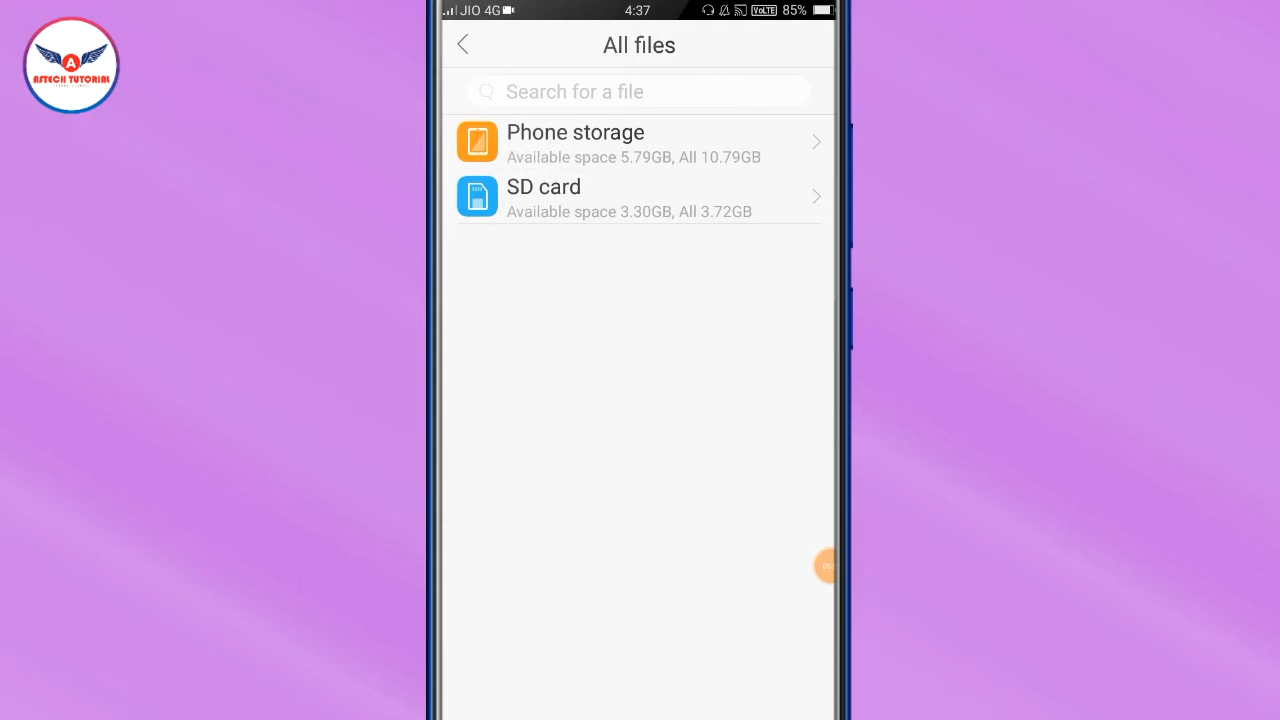 JIO 4G 4:37 VoLTE 85%
A
ASTECH TUTORIAL
All files
Search for a file
Phone storage
Available space 5.79GB, All 10.79GB
SD card
Available space 3.30GB, All 3.72GB